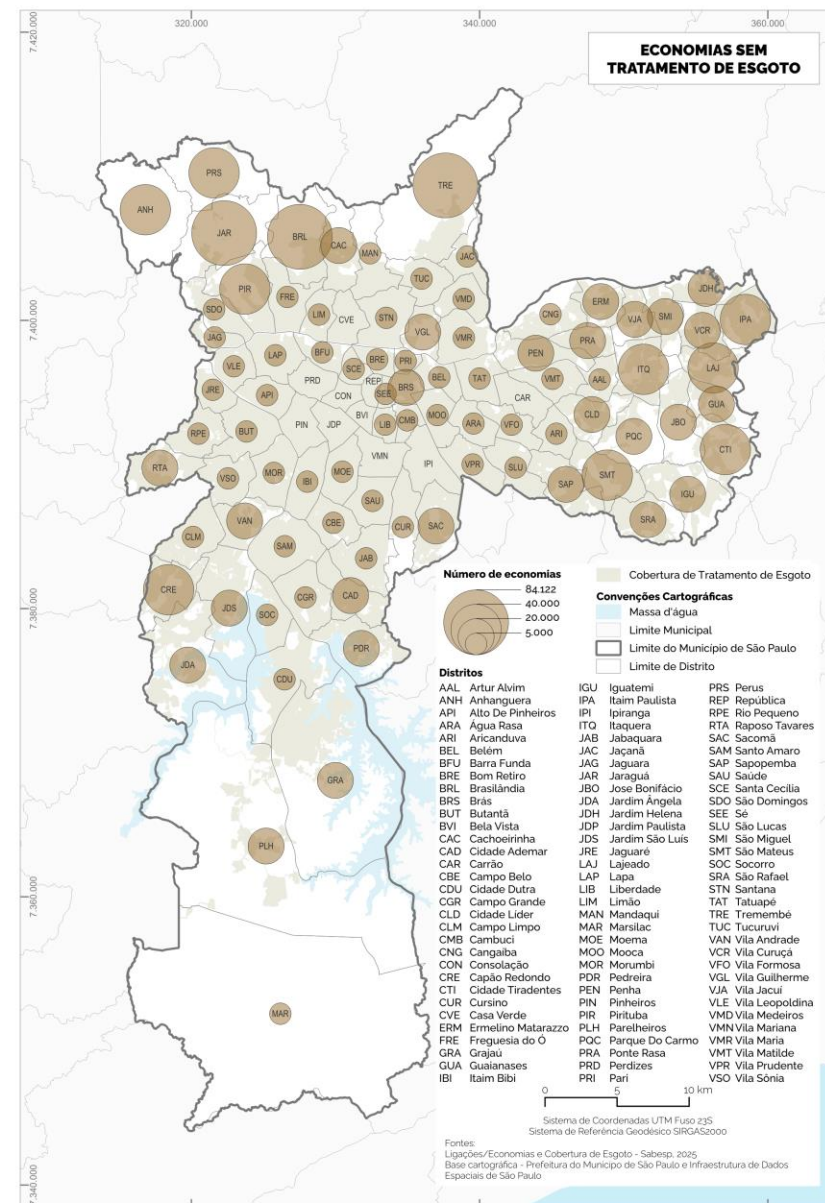 320.000 340.000 360.000
7.420.000
ECONOMIAS SEM
TRATAMENTO DE ESGOTO
PRS
TRE
ANH
JAR
BRL
CAC
MAN
JAC
TUC
PIR
FRE
JDH
SDO
LIM
CVE
STN
VMD
CNG
ERM
VJA
SMI
IPA
7.400.000
VGL
VCR
JAG
VMR
PRA
LAP
BFU
PEN
VLE
SCE
BRE
PRI
ITQ
LAJ
PRD
REP
BEL
TAT
VMT
AAL
JRE
API
CON
SEE
BRS
CAR
GUA
BVI
MOO
CLD
RPE
BUT
PIN
JDP
LIB
CMB
ARA
VFO
ARI
PQC
JBO
CTI
VMN
IPI
RTA
VSO
MOR
IBI
MOE
VPR
SLU
SAP
SMT
IGU
SAU
VAN
CBE
CUR
SAC
SRA
CLM
SAM
JAB
CRE
JDS
SOC
CGR
CAD
7.380.000
JDA
CDU
PDR
GRA
PLH
7.360.000
MAR
7.340.000
Número de economias
84.122
40.000
20.000
5.000
Cobertura de Tratamento de Esgoto
Convenções Cartográficas
Massa d'água
Limite Municipal
Limite do Município de São Paulo
Limite de Distrito
Distritos
AAL Artur Alvim
ANH Anhanguera
API Alto De Pinheiros
ARA Água Rasa
ARI Aricanduva
BEL Belém
BFU Barra Funda
BRE Bom Retiro
BRL Brasilândia
BRS Brás
BUT Butantã
BVI Bela Vista
CAC Cachoeirinha
CAD Cidade Ademar
CAR Carrão
CBE Campo Belo
CDU Cidade Dutra
CGR Campo Grande
CLD Cidade Líder
CLM Campo Limpo
CMB Cambuci
CNG Cangaíba
CON Consolação
CRE Capão Redondo
CTI Cidade Tiradentes
CUR Cursino
CVE Casa Verde
ERM Ermelino Matarazzo
FRE Freguesia do Ó
GRA Grajaú
GUA Guaianases
IBI Itaim Bibi
IGU Iguatemi
IPA Itaim Paulista
IPI Ipiranga
ITQ Itaquera
JAB Jabaquara
JAC Jaçanã
JAG Jaguara
JAR Jaraguá
JBO Jose Bonifácio
JDA Jardim Ângela
JDH Jardim Helena
JDP Jardim Paulista
JDS Jardim São Luís
JRE Jaguaré
LAJ Lajeado
LAP Lapa
LIB Liberdade
LIM Limão
MAN Mandaqui
MAR Marsilac
MOE Moema
MOO Mooca
MOR Morumbi
PDR Pedreira
PEN Penha
PIN Pinheiros
PIR Pirituba
PLH Parelheiros
PQC Parque Do Carmo
PRA Ponte Rasa
PRD Perdizes
PRI Pari
PRS Perus
REP República
RPE Rio Pequeno
RTA Raposo Tavares
SAC Sacomã
SAM Santo Amaro
SAP Sapopemba
SAU Saúde
SCE Santa Cecília
SDO São Domingos
SEE Sé
SLU São Lucas
SMI São Miguel
SMT São Mateus
SOC Socorro
SRA São Rafael
STN Santana
TAT Tatuapé
TRE Tremembé
TUC Tucuruvi
VAN Vila Andrade
VCR Vila Curuçá
VFO Vila Formosa
VGL Vila Guilherme
VJA Vila Jacuí
VLE Vila Leopoldina
VMD Vila Medeiros
VMN Vila Mariana
VMR Vila Maria
VMT Vila Matilde
VPR Vila Prudente
VSO Vila Sônia
0 5 10 km
Sistema de Coordenadas UTM Fuso 23S
Sistema de Referência Geodésico SIRGAS2000
Fontes:
Ligações/Economias e Cobertura de Esgoto - Sabesp, 2025
Base cartográfica - Prefeitura do Município de São Paulo e Infraestrutura de Dados
Espaciais de São Paulo